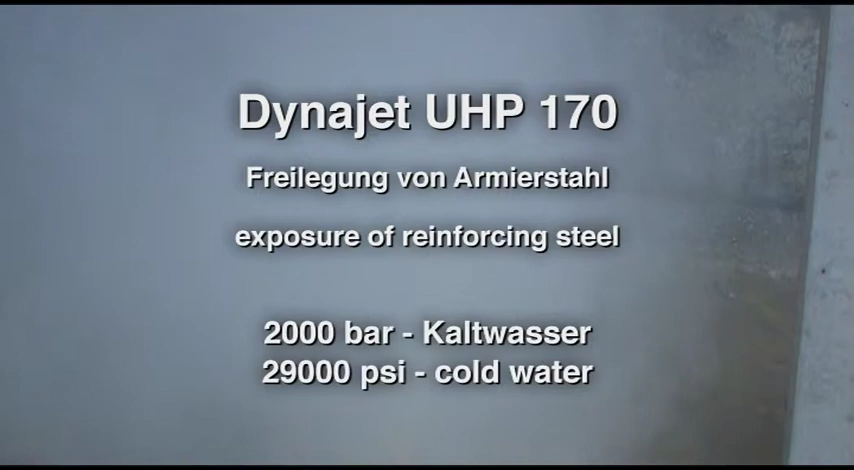 Dynajet UHP 170
Freilegung von Armierstahl
exposure of reinforcing steel
2000 bar - Kaltwasser
29000 psi - cold water